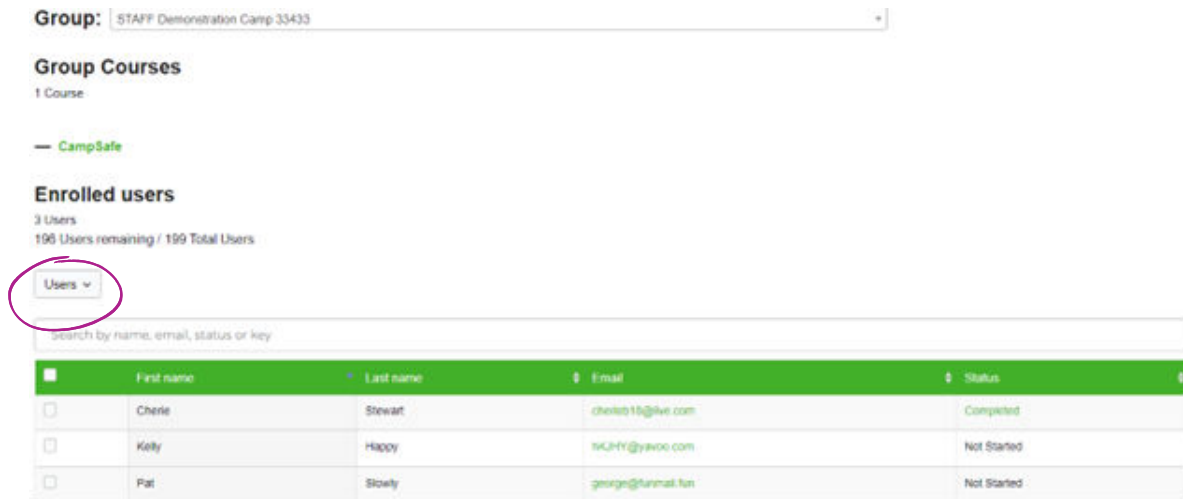 Group: STAFF Demonstration Camp 33433
Group Courses
1 Course
— CampSafe
Enrolled users
3 Users
196 Users remaining / 199 Total Users
Users
Search by name, email, status or key
First name Last name Email Status
Cherie Stewart Completed
Kelly Happy Not Started
Pat Slowly george@funmail.fun Not Started